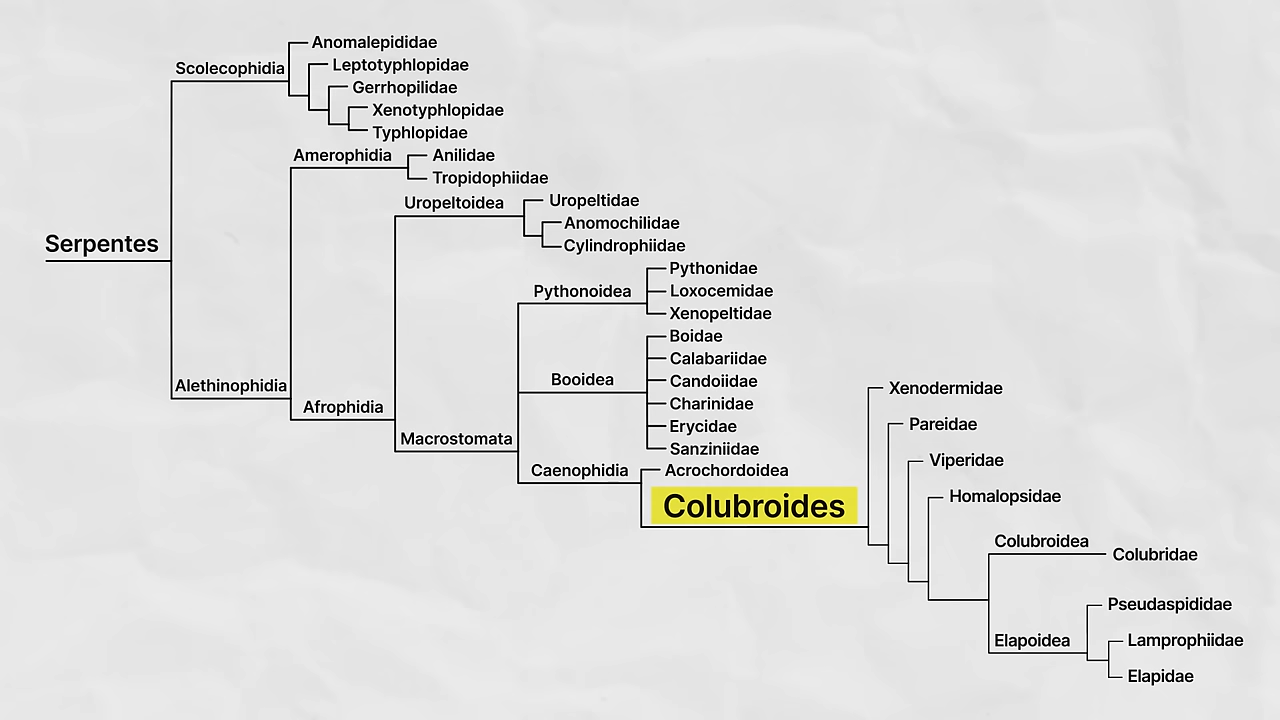 Anomalepididae
Scolecophidia
Leptotyphlopidae
Gerrhopilidae
Xenotyphlopidae
Typhlopidae
Amerophidia
Anilidae
Tropidophiidae
Uropeltoidea
Uropeltidae
Anomochilidae
Serpentes
Cylindrophiidae
Pythonidae
Pythonoidea
Loxocemidae
Xenopeltidae
Boidae
Calabariidae
Booidea
Candoiidae
Alethinophidia
Xenodermidae
Charinidae
Afrophidia
Pareidae
Erycidae
Macrostomata
Sanziniidae
Viperidae
Caenophidia
Acrochordoidea
Homalopsidae
Colubroides
Colubroidea
Colubridae
Pseudaspididae
Elapoidea
Lamprophiidae
Elapidae